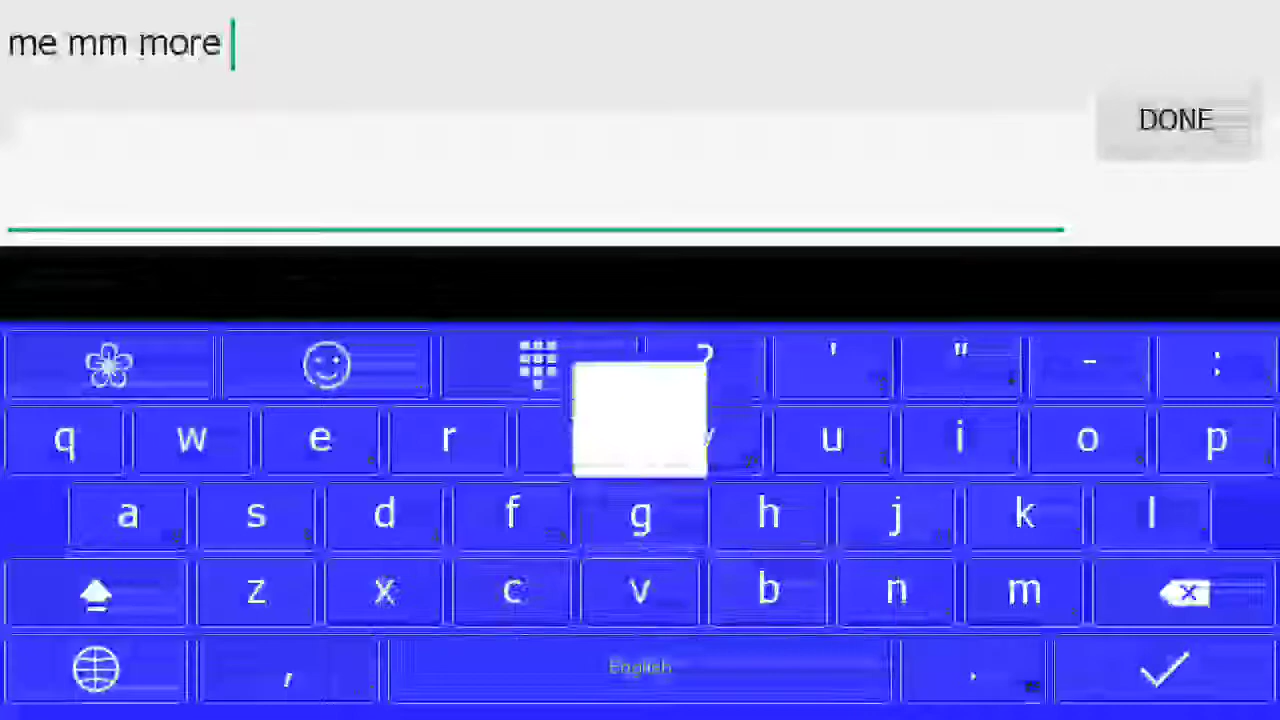 me mm more
DONE
? ' " - :
q w e r y u i o p
a s d f g h j k l
z x c v b n m
, English .